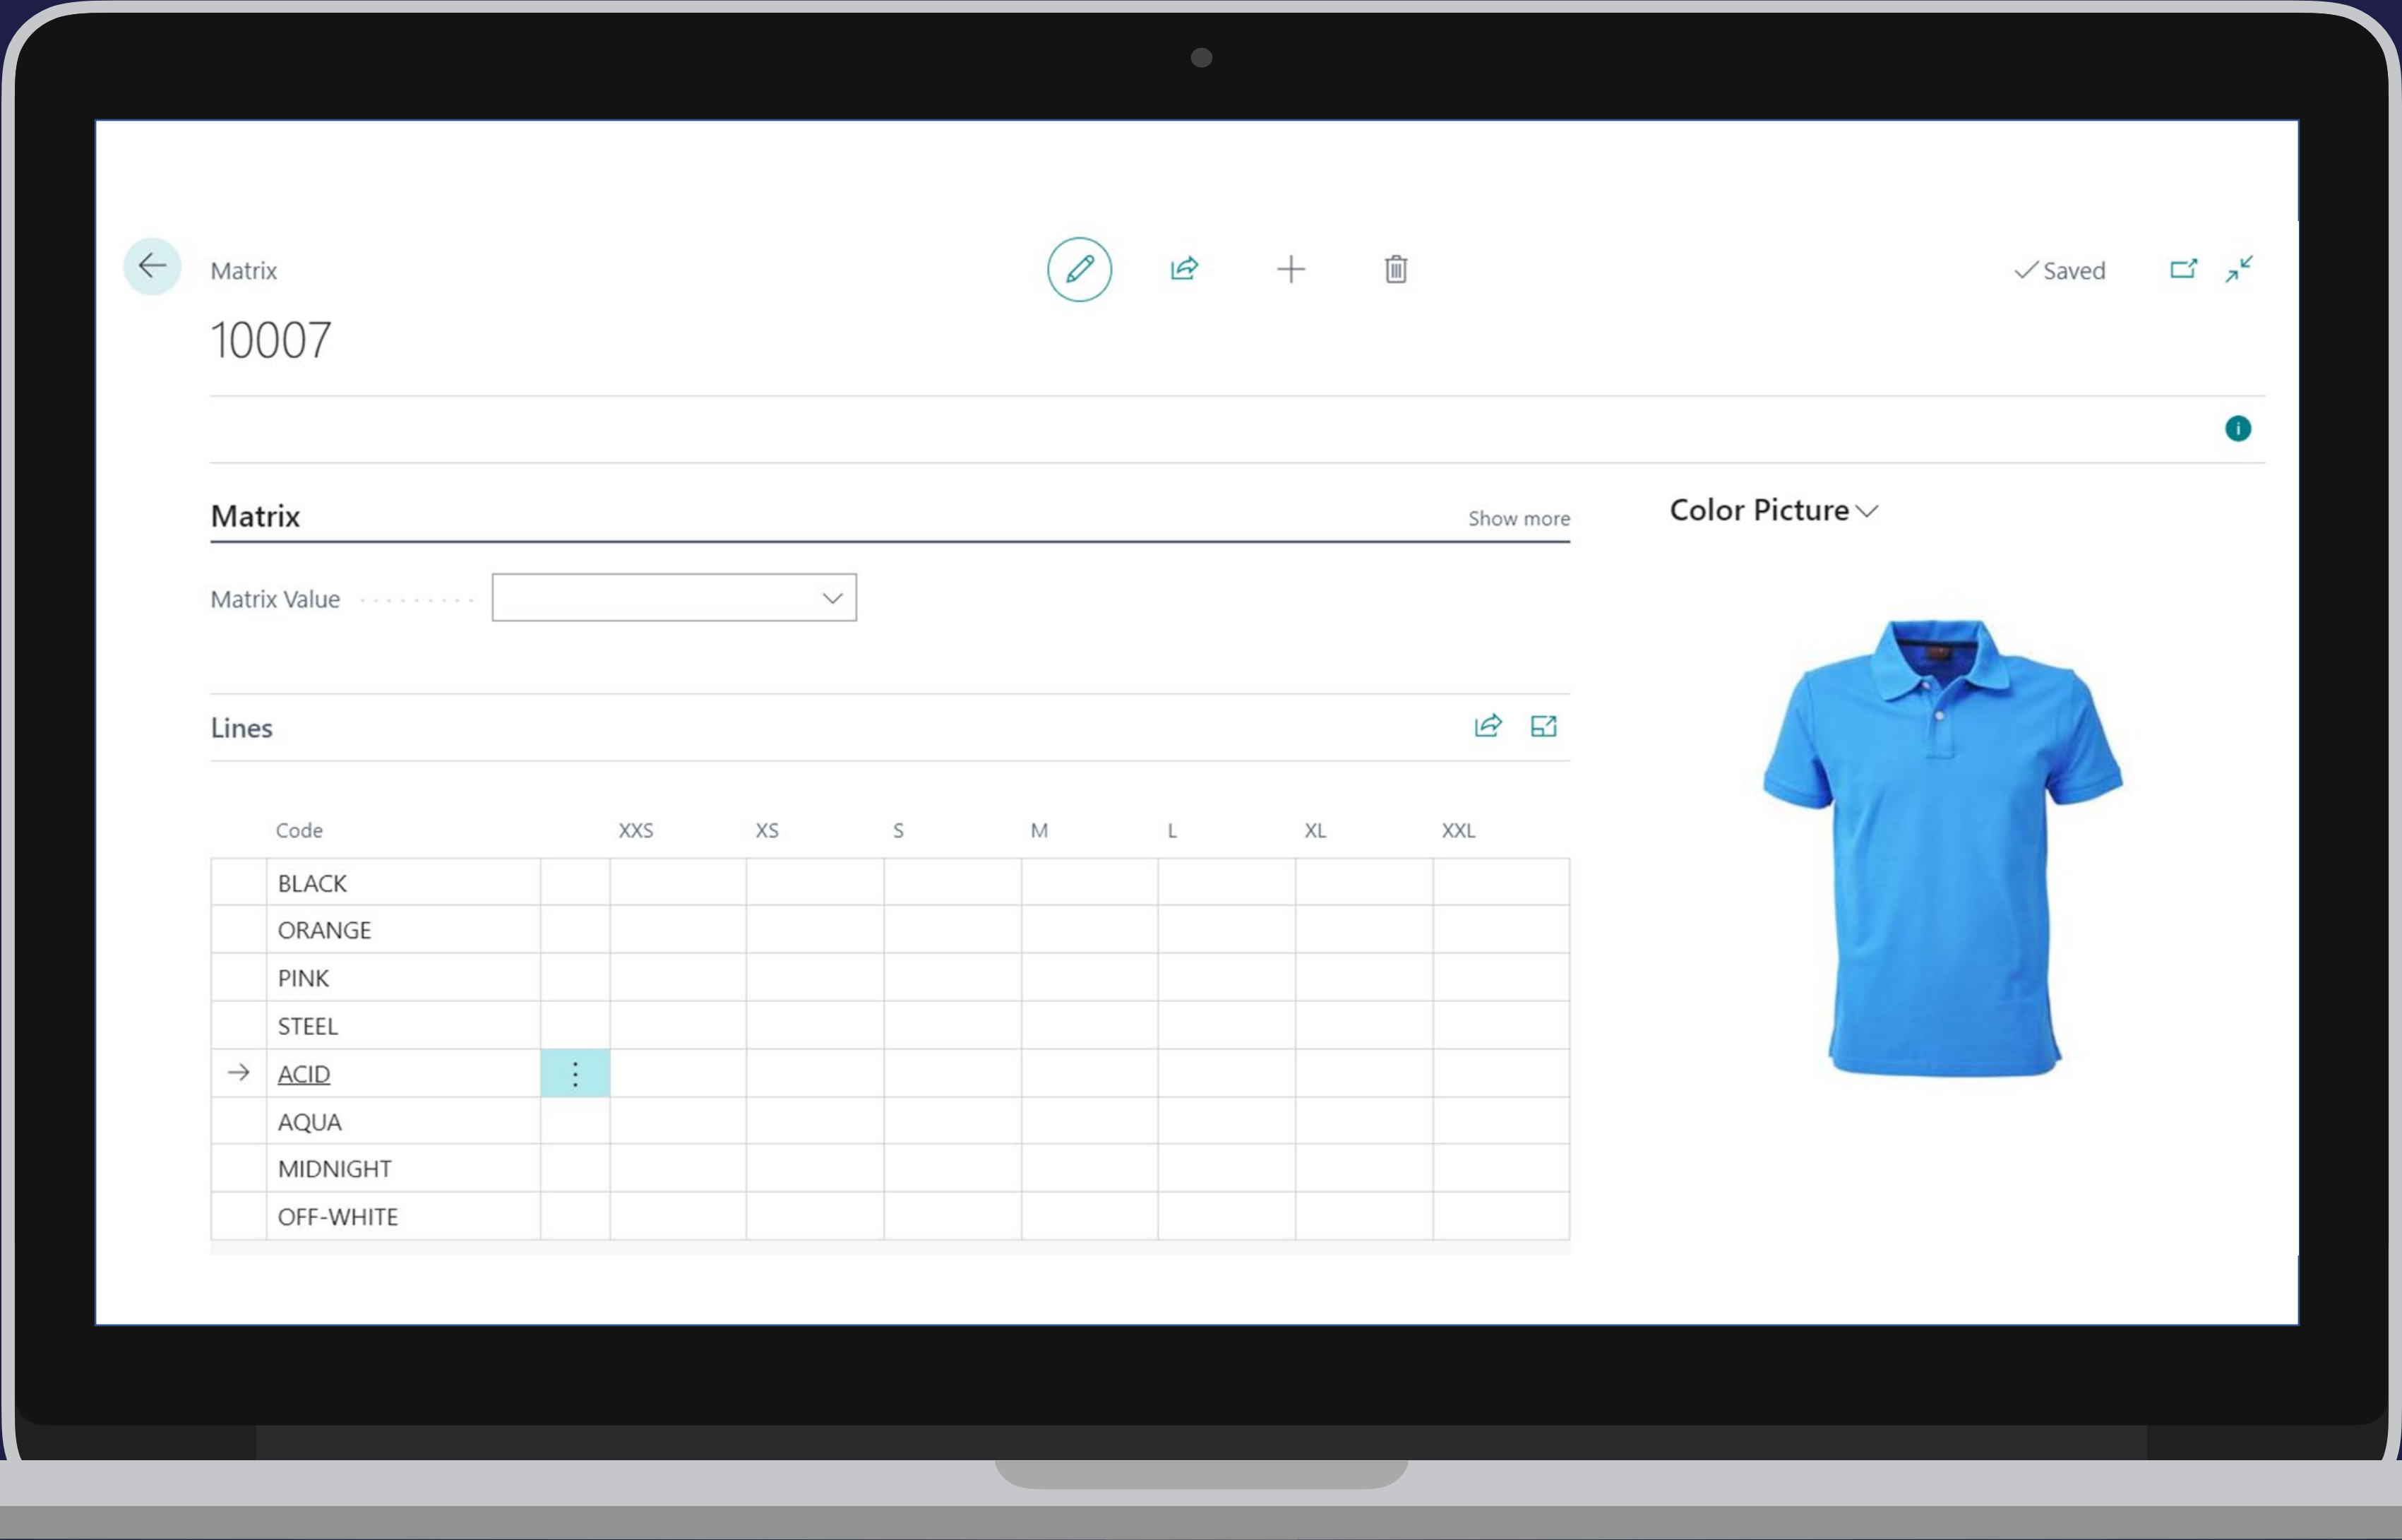 Matrix
Saved
10007
i
Matrix
Show more
Color Picture
Matrix Value
Lines
Code XXS XS S M L XL XXL
BLACK
ORANGE
PINK
STEEL
ACID
AQUA
MIDNIGHT
OFF-WHITE